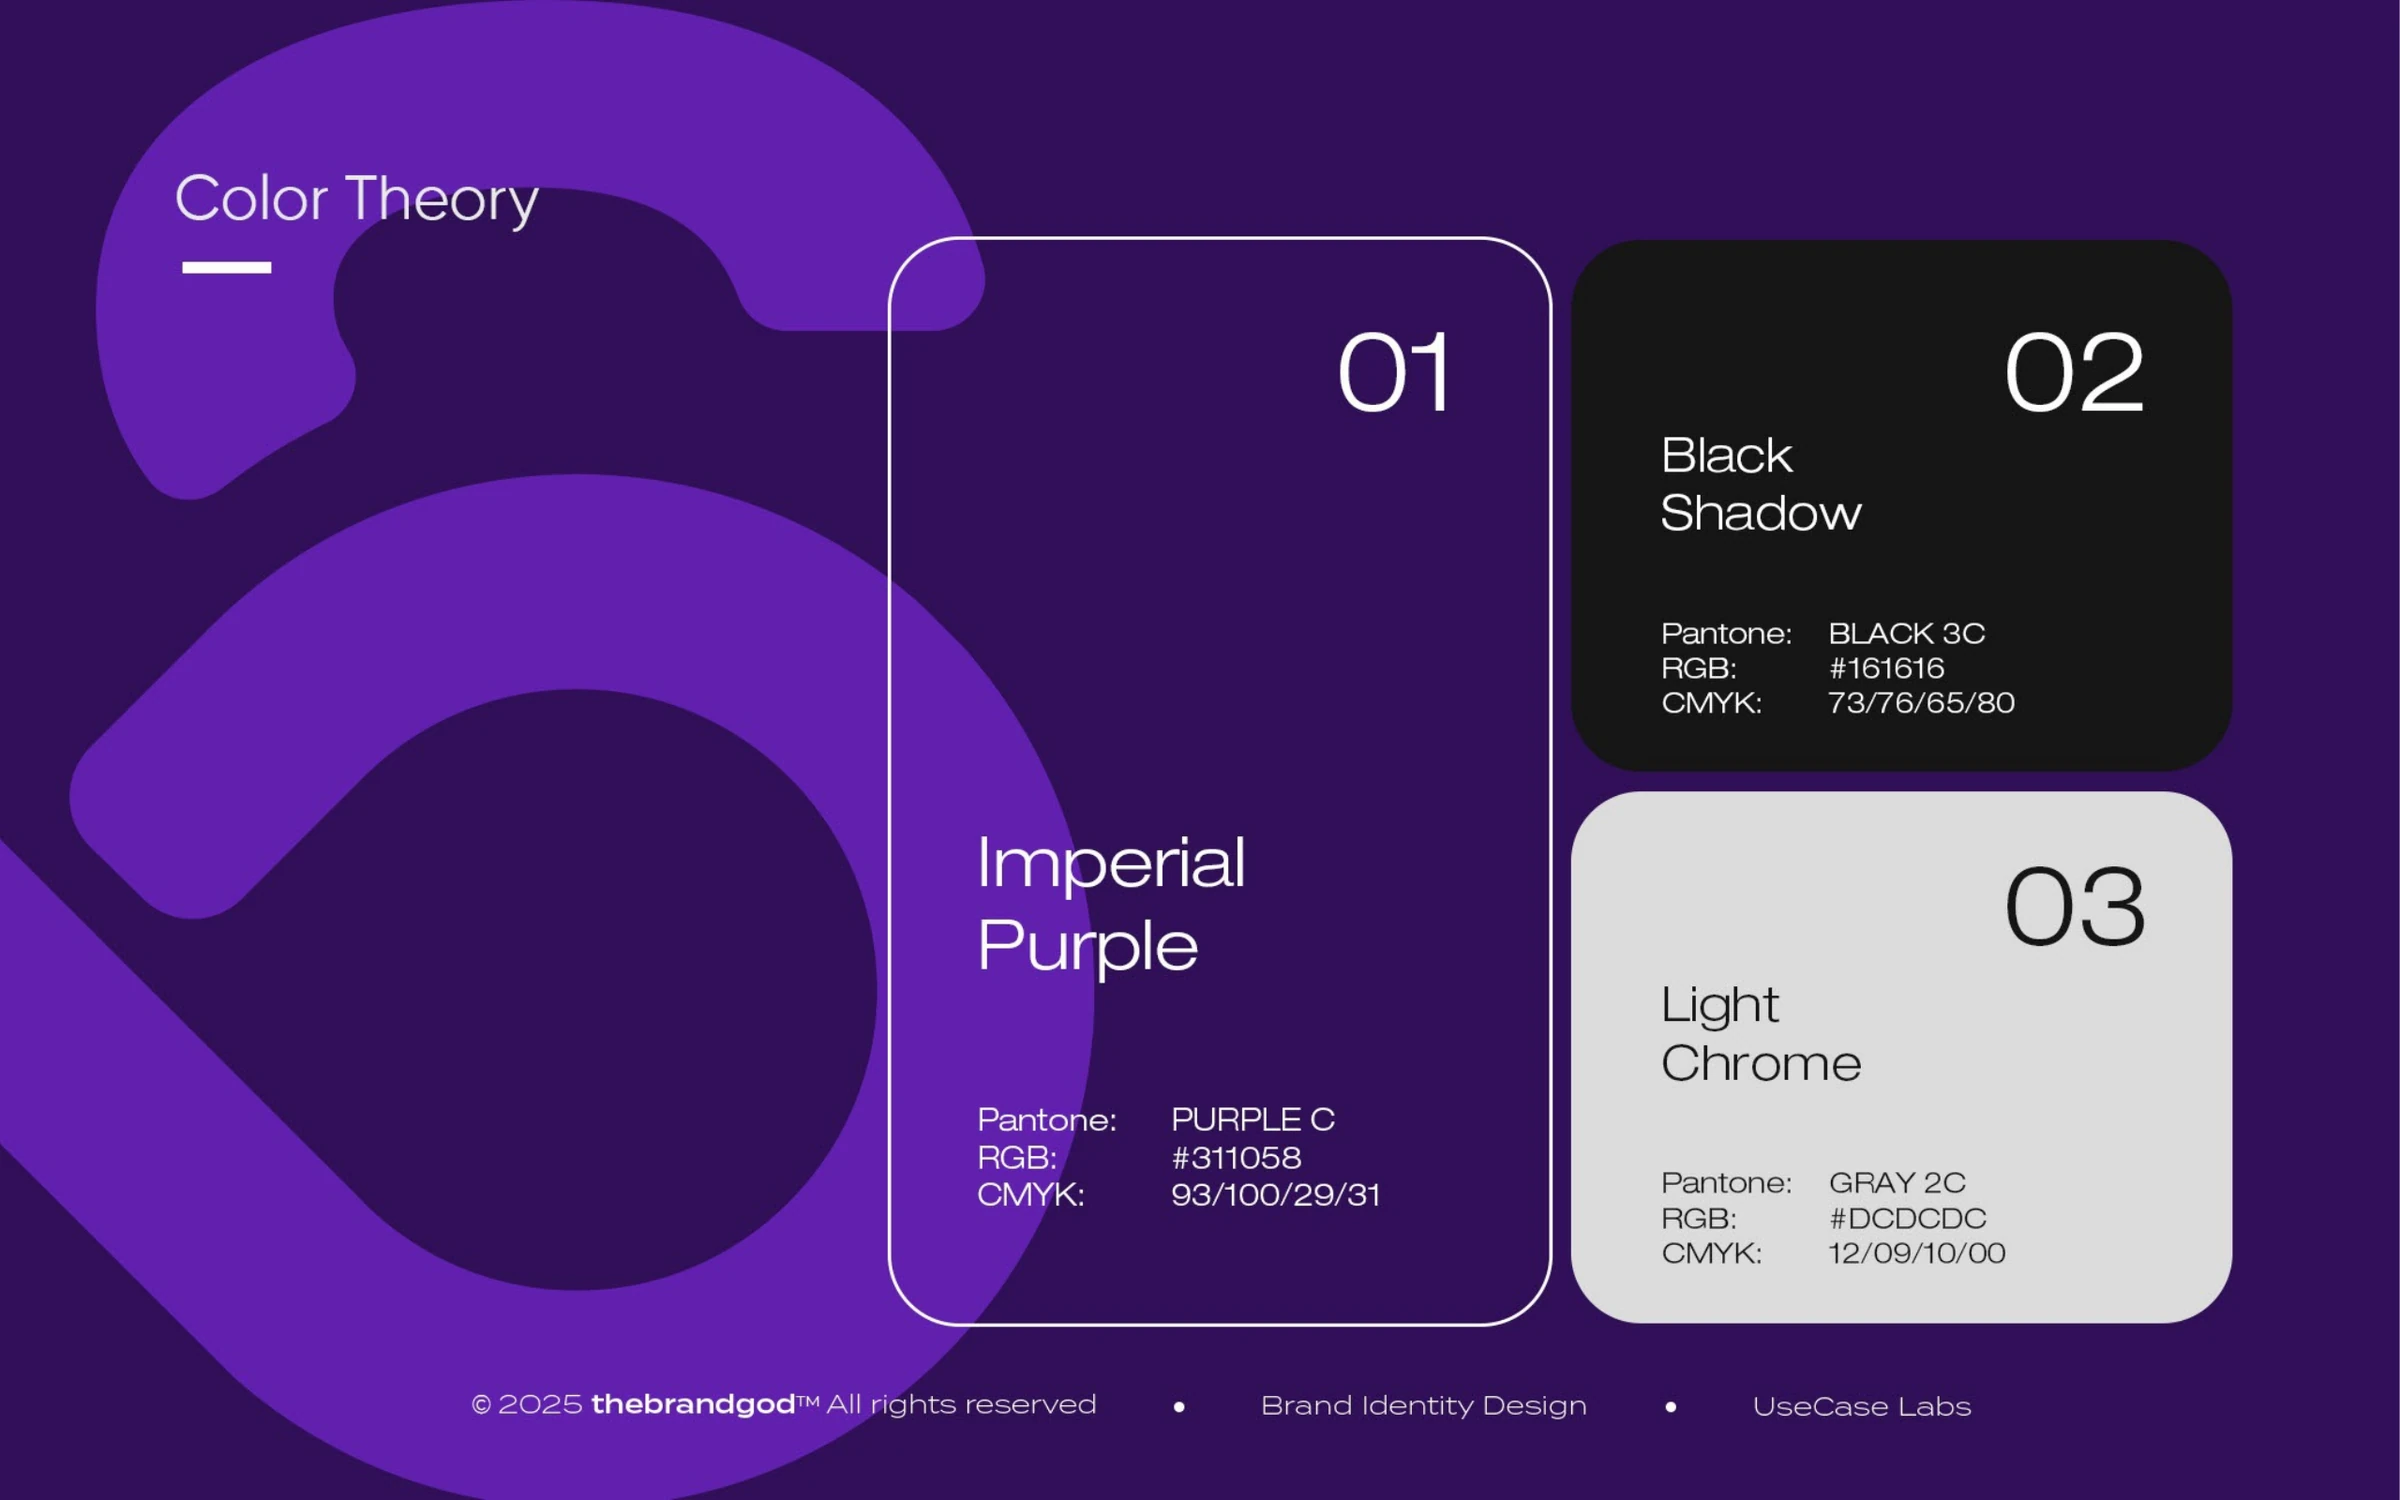 Color Theory
01
Imperial
Purple
Pantone: PURPLE C
RGB: #311058
CMYK: 93/100/29/31
02
Black
Shadow
Pantone: BLACK 3C
RGB: #161616
CMYK: 73/76/65/80
03
Light
Chrome
Pantone: GRAY 2C
RGB: #DCDCDC
CMYK: 12/09/10/00
© 2025 thebrandgod™ All rights reserved • Brand Identity Design • UseCase Labs